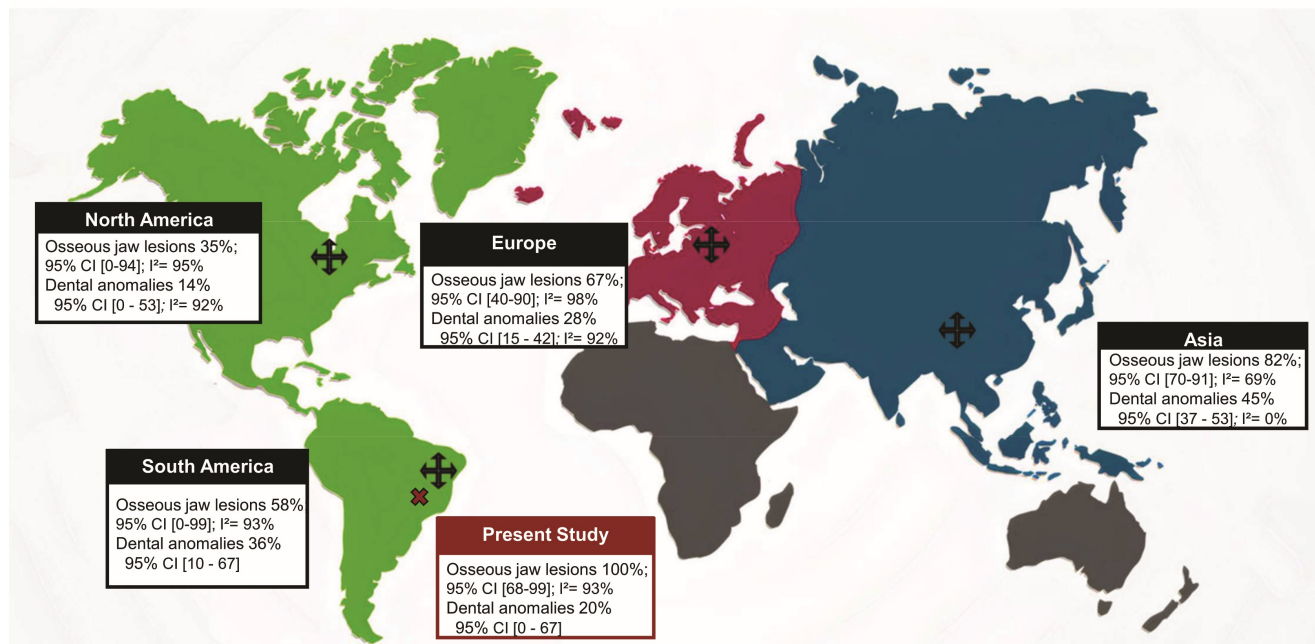 North America
Osseous jaw lesions 35%;
95% CI [0-94]; I²= 95%
Dental anomalies 14%
95% CI [0 - 53]; I²= 92%
Europe
Osseous jaw lesions 67%;
95% CI [40-90]; I²= 98%
Dental anomalies 28%
95% CI [15 - 42]; I²= 92%
Asia
Osseous jaw lesions 82%;
95% CI [70-91]; I²= 69%
Dental anomalies 45%
95% CI [37 - 53]; I²= 0%
South America
Osseous jaw lesions 58%
95% CI [0-99]; I²= 93%
Dental anomalies 36%
95% CI [10 - 67]
Present Study
Osseous jaw lesions 100%;
95% CI [68-99]; I²= 93%
Dental anomalies 20%
95% CI [0 - 67]